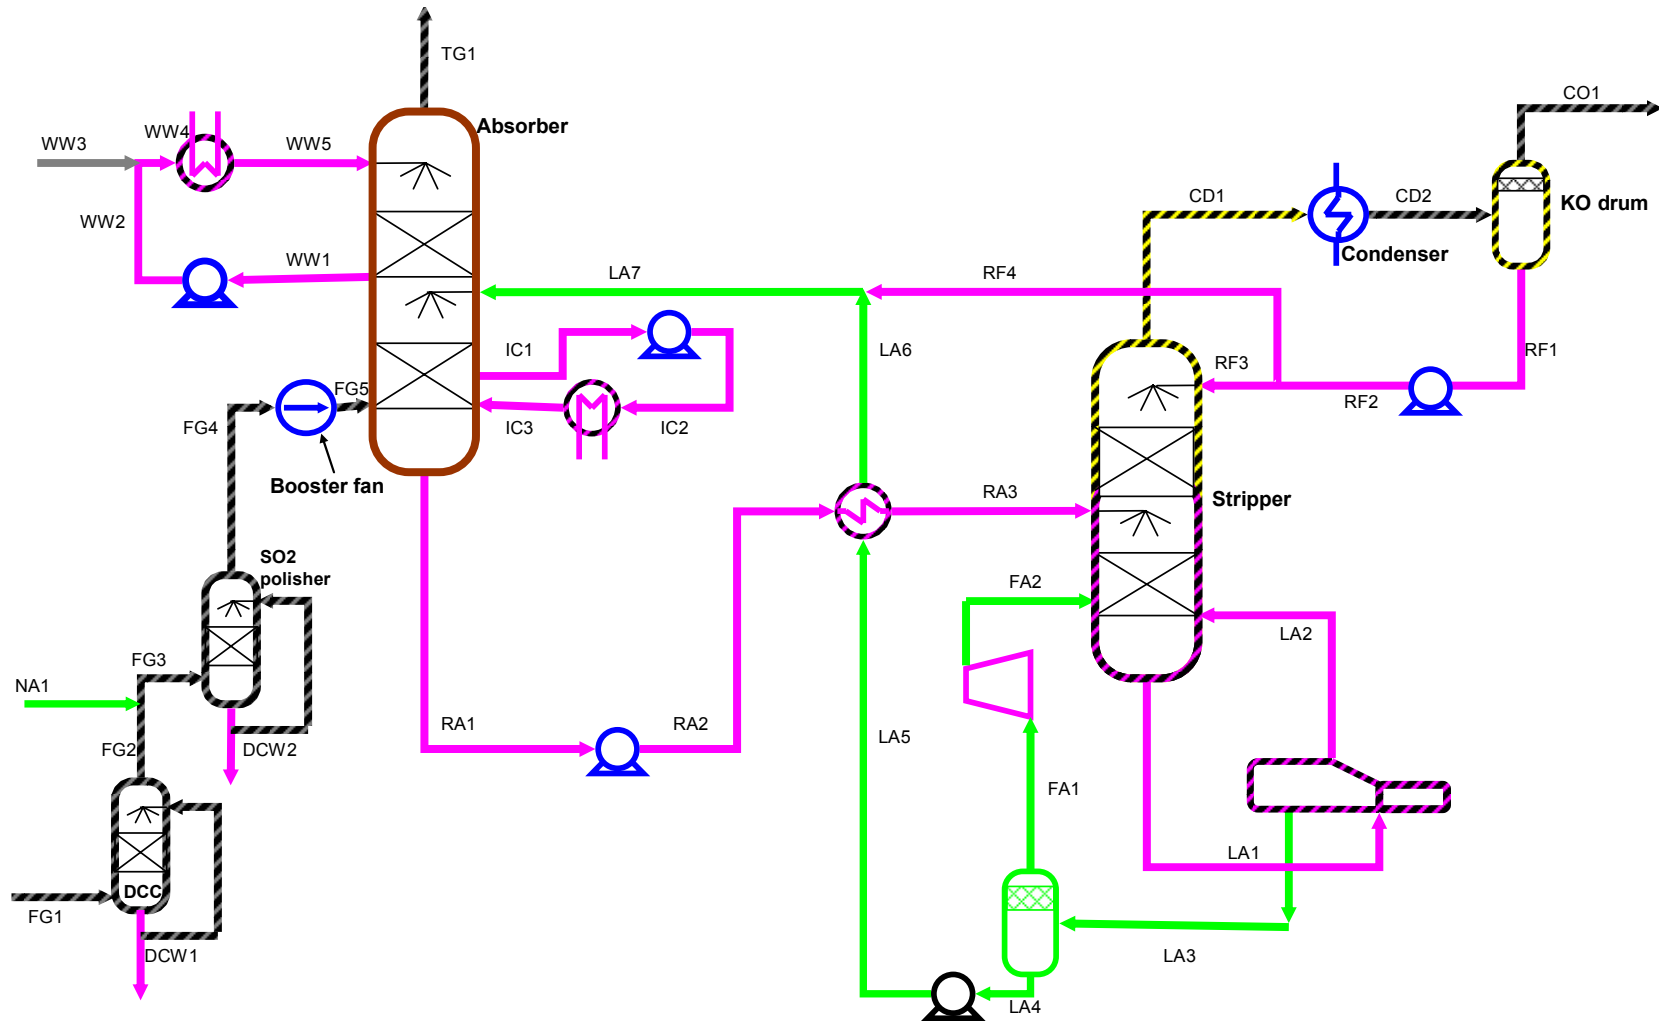 TG1
CO1
Absorber
WW4
WW3
WW5
CD1
CD2
KO drum
WW2
Condenser
WW1
LA7
RF4
IC1
LA6
RF1
RF3
FG5
RF2
FG4
IC3
IC2
Booster fan
RA3
Stripper
SO2
polisher
FA2
LA2
FG3
NA1
RA1
RA2
LA5
FG2
DCW2
FA1
LA1
DCC
FG1
DCW1
LA3
LA4